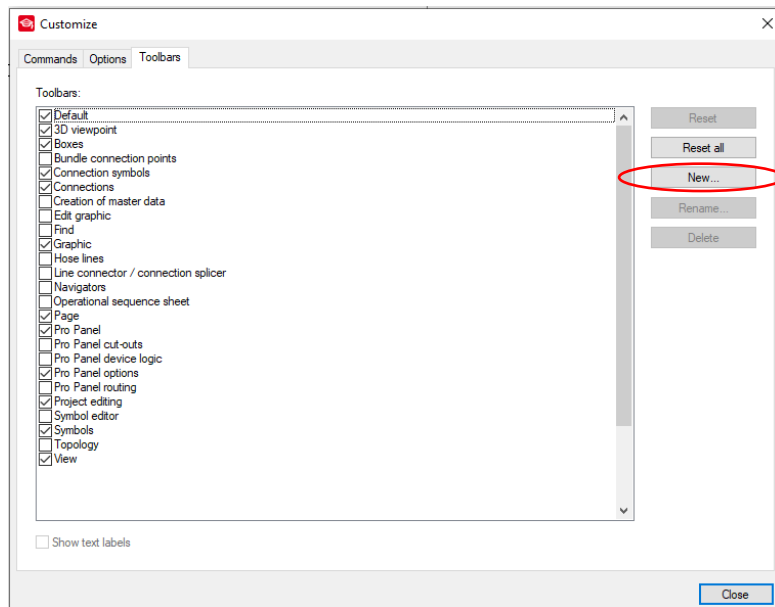 Customize
Commands Options Toolbars
Toolbars:
Default
3D viewpoint
Boxes
Bundle connection points
Connection symbols
Connections
Creation of master data
Edit graphic
Find
Graphic
Hose lines
Line connector / connection splicer
Navigators
Operational sequence sheet
Page
Pro Panel
Pro Panel cut-outs
Pro Panel device logic
Pro Panel options
Pro Panel routing
Project editing
Symbol editor
Symbols
Topology
View
Reset
Reset all
New...
Rename...
Delete
Show text labels
Close